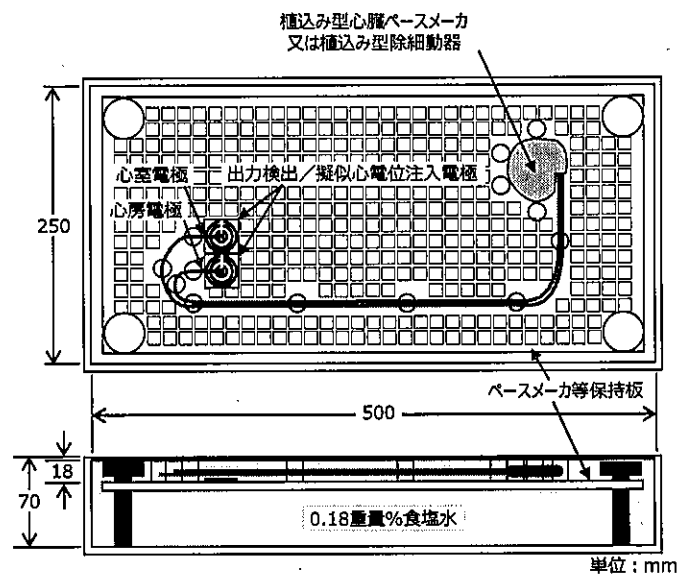 植込み型心臓ペースメーカ
又は植込み型除細動器
心室電極
出力検出／擬似心電位注入電極
心房電極
250
ペースメーカ等保持板
500
18
70
0.18重量%食塩水
単位：mm